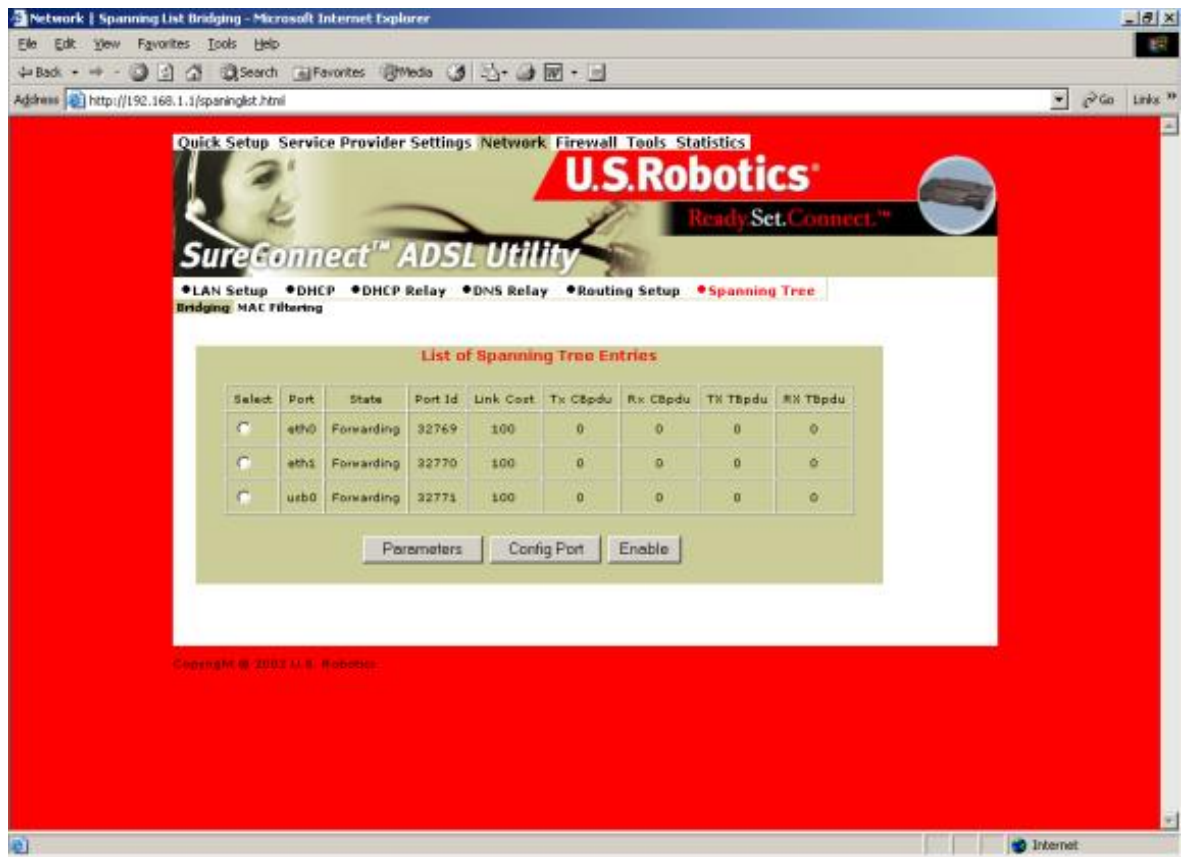 Network | Spanning List Bridging - Microsoft Internet Explorer
File Edit View Favorites Tools Help
Back Search Favorites Media
Address http://192.168.1.1/spaninglist.html Go Links »
Quick Setup Service Provider Settings Network Firewall Tools Statistics
U.S.Robotics®
Ready.Set.Connect.™
SureConnect™ ADSL Utility
•LAN Setup •DHCP •DHCP Relay •DNS Relay •Routing Setup •Spanning Tree
Bridging MAC Filtering
List of Spanning Tree Entries
Select Port State Port Id Link Cost Tx CBpdu Rx CBpdu TX TBpdu RX TBpdu
eth0 Forwarding 32769 100 0 0 0 0
eth1 Forwarding 32770 100 0 0 0 0
usb0 Forwarding 32771 100 0 0 0 0
Parameters Config Port Enable
Copyright © 2002 U.S. Robotics
Internet